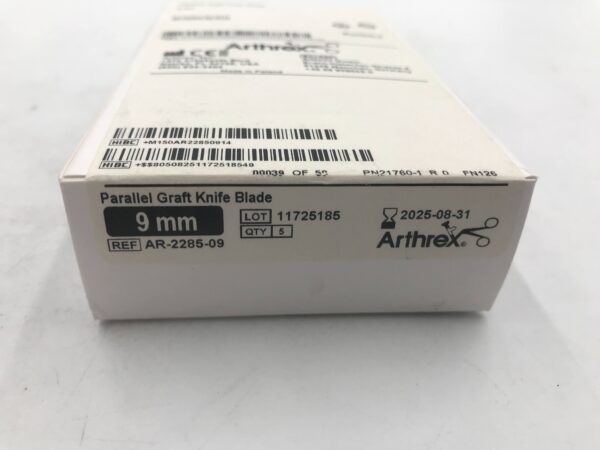 Arthrex
Made in Poland
HIBC +M150AR22850914
HIBC +$$80508251172518549
00039 OF 50 PN21760-1 R 0 FN126
Parallel Graft Knife Blade
9 mm
LOT 11725185
2025-08-31
QTY 5
REF AR-2285-09
Arthrex®